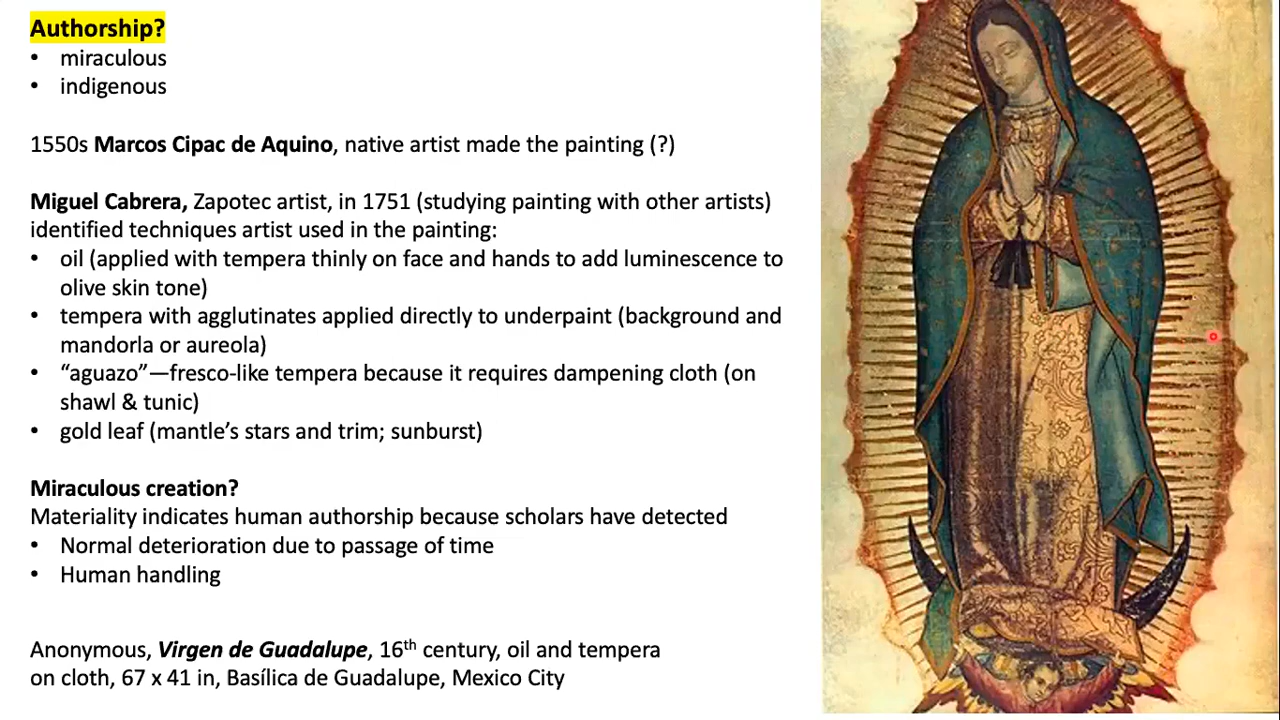 Authorship?
• miraculous
• indigenous
1550s Marcos Cipac de Aquino, native artist made the painting (?)
Miguel Cabrera, Zapotec artist, in 1751 (studying painting with other artists)
identified techniques artist used in the painting:
• oil (applied with tempera thinly on face and hands to add luminescence to
olive skin tone)
• tempera with agglutinates applied directly to underpaint (background and
mandorla or aureola)
• “aguazo”—fresco-like tempera because it requires dampening cloth (on
shawl & tunic)
• gold leaf (mantle’s stars and trim; sunburst)
Miraculous creation?
Materiality indicates human authorship because scholars have detected
• Normal deterioration due to passage of time
• Human handling
Anonymous, Virgen de Guadalupe, 16th century, oil and tempera
on cloth, 67 x 41 in, Basílica de Guadalupe, Mexico City